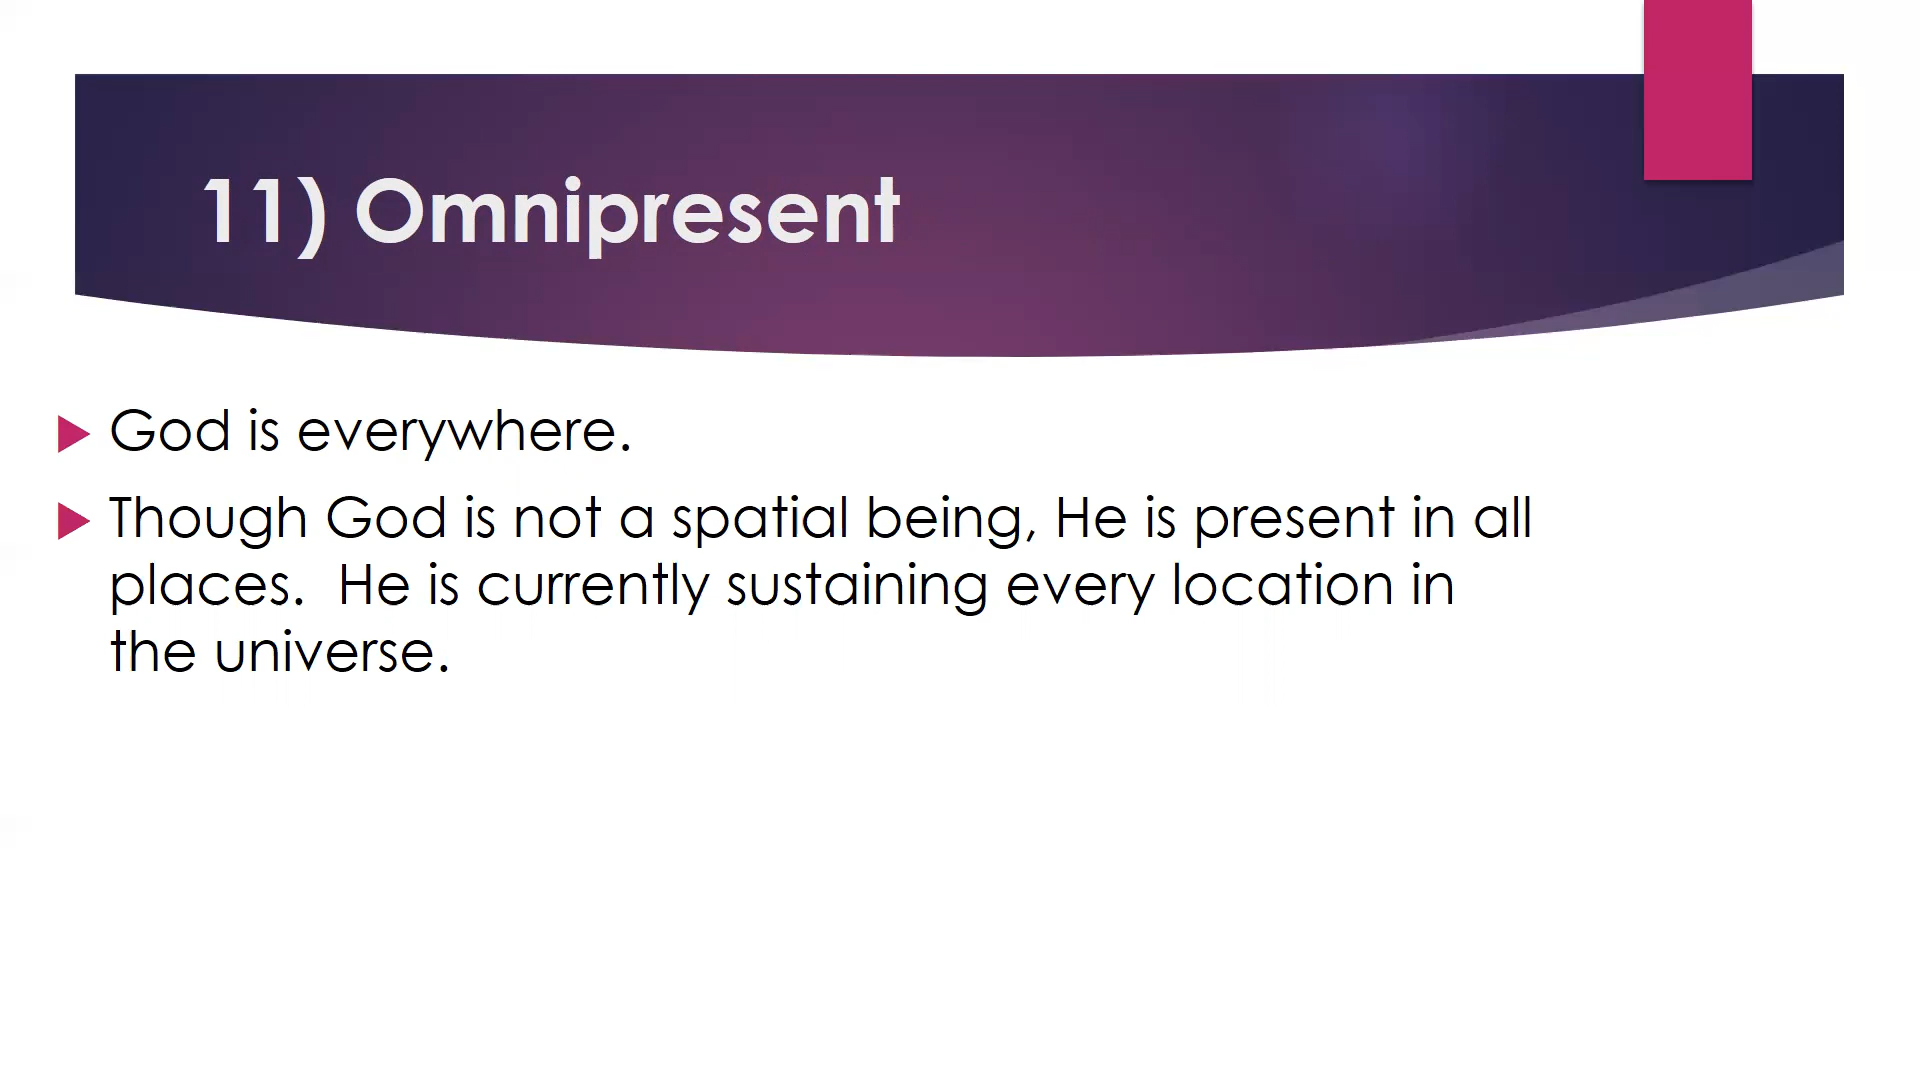 11) Omnipresent
God is everywhere.
Though God is not a spatial being, He is present in all
places.  He is currently sustaining every location in
the universe.